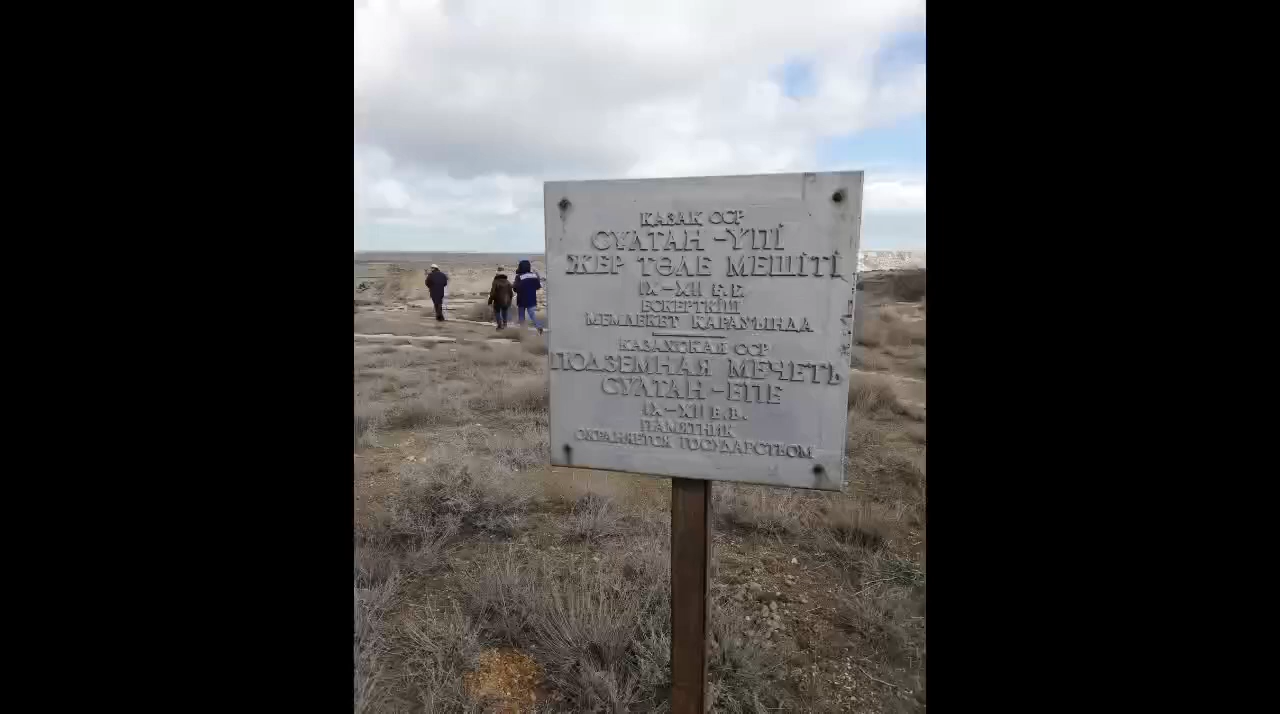 ҚАЗАҚ ССР
СҰЛТАН-ҮПІ
ЖЕР ТӨЛЕ МЕШІТІ
IX-XII Ғ.Ғ.
ЕСКЕРТКІШ
МЕМЛЕКЕТ ҚАРАУЫНДА
КАЗАХСКАЯ ССР
ПОДЗЕМНАЯ МЕЧЕТЬ
СУЛТАН-ЕПЕ
IX-XII В.В.
ПАМЯТНИК
ОХРАНЯЕТСЯ ГОСУДАРСТВОМ